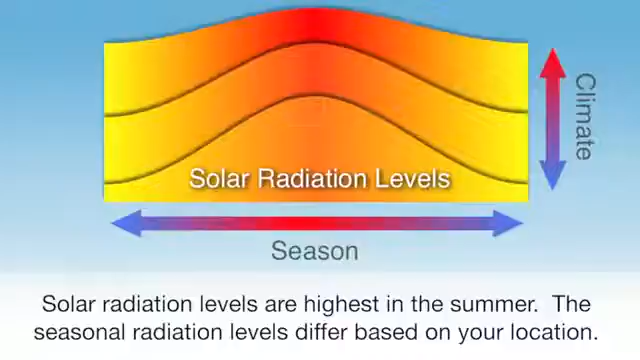 Climate
Solar Radiation Levels
Season
Solar radiation levels are highest in the summer.  The
seasonal radiation levels differ based on your location.